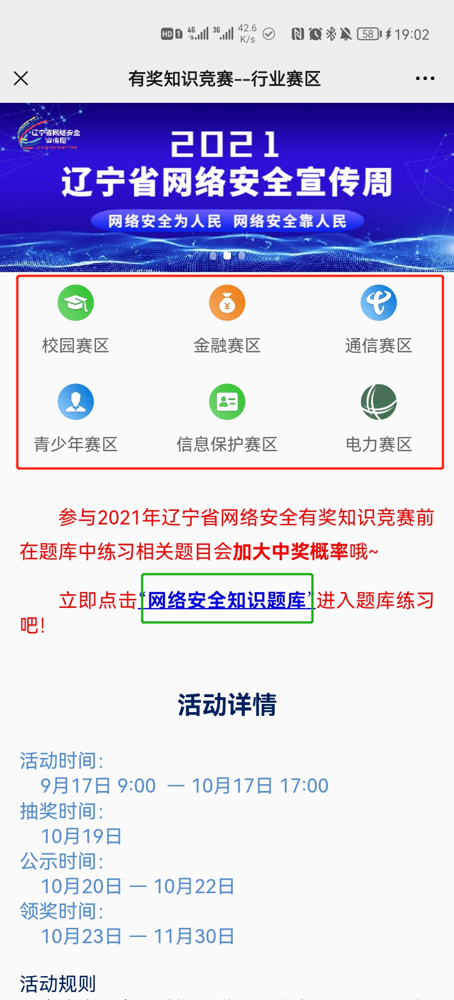 HD 1 4G 3G 42.6 K/s 58 19:02
有奖知识竞赛--行业赛区
辽宁省网络安全
宣传周
2021
辽宁省网络安全宣传周
网络安全为人民 网络安全靠人民
校园赛区 金融赛区 通信赛区
青少年赛区 信息保护赛区 电力赛区
参与2021年辽宁省网络安全有奖知识竞赛前
在题库中练习相关题目会加大中奖概率哦~
立即点击“网络安全知识题库”进入题库练习
吧!
活动详情
活动时间:
9月17日 9:00 — 10月17日 17:00
抽奖时间:
10月19日
公示时间:
10月20日 — 10月22日
领奖时间:
10月23日 — 11月30日
活动规则